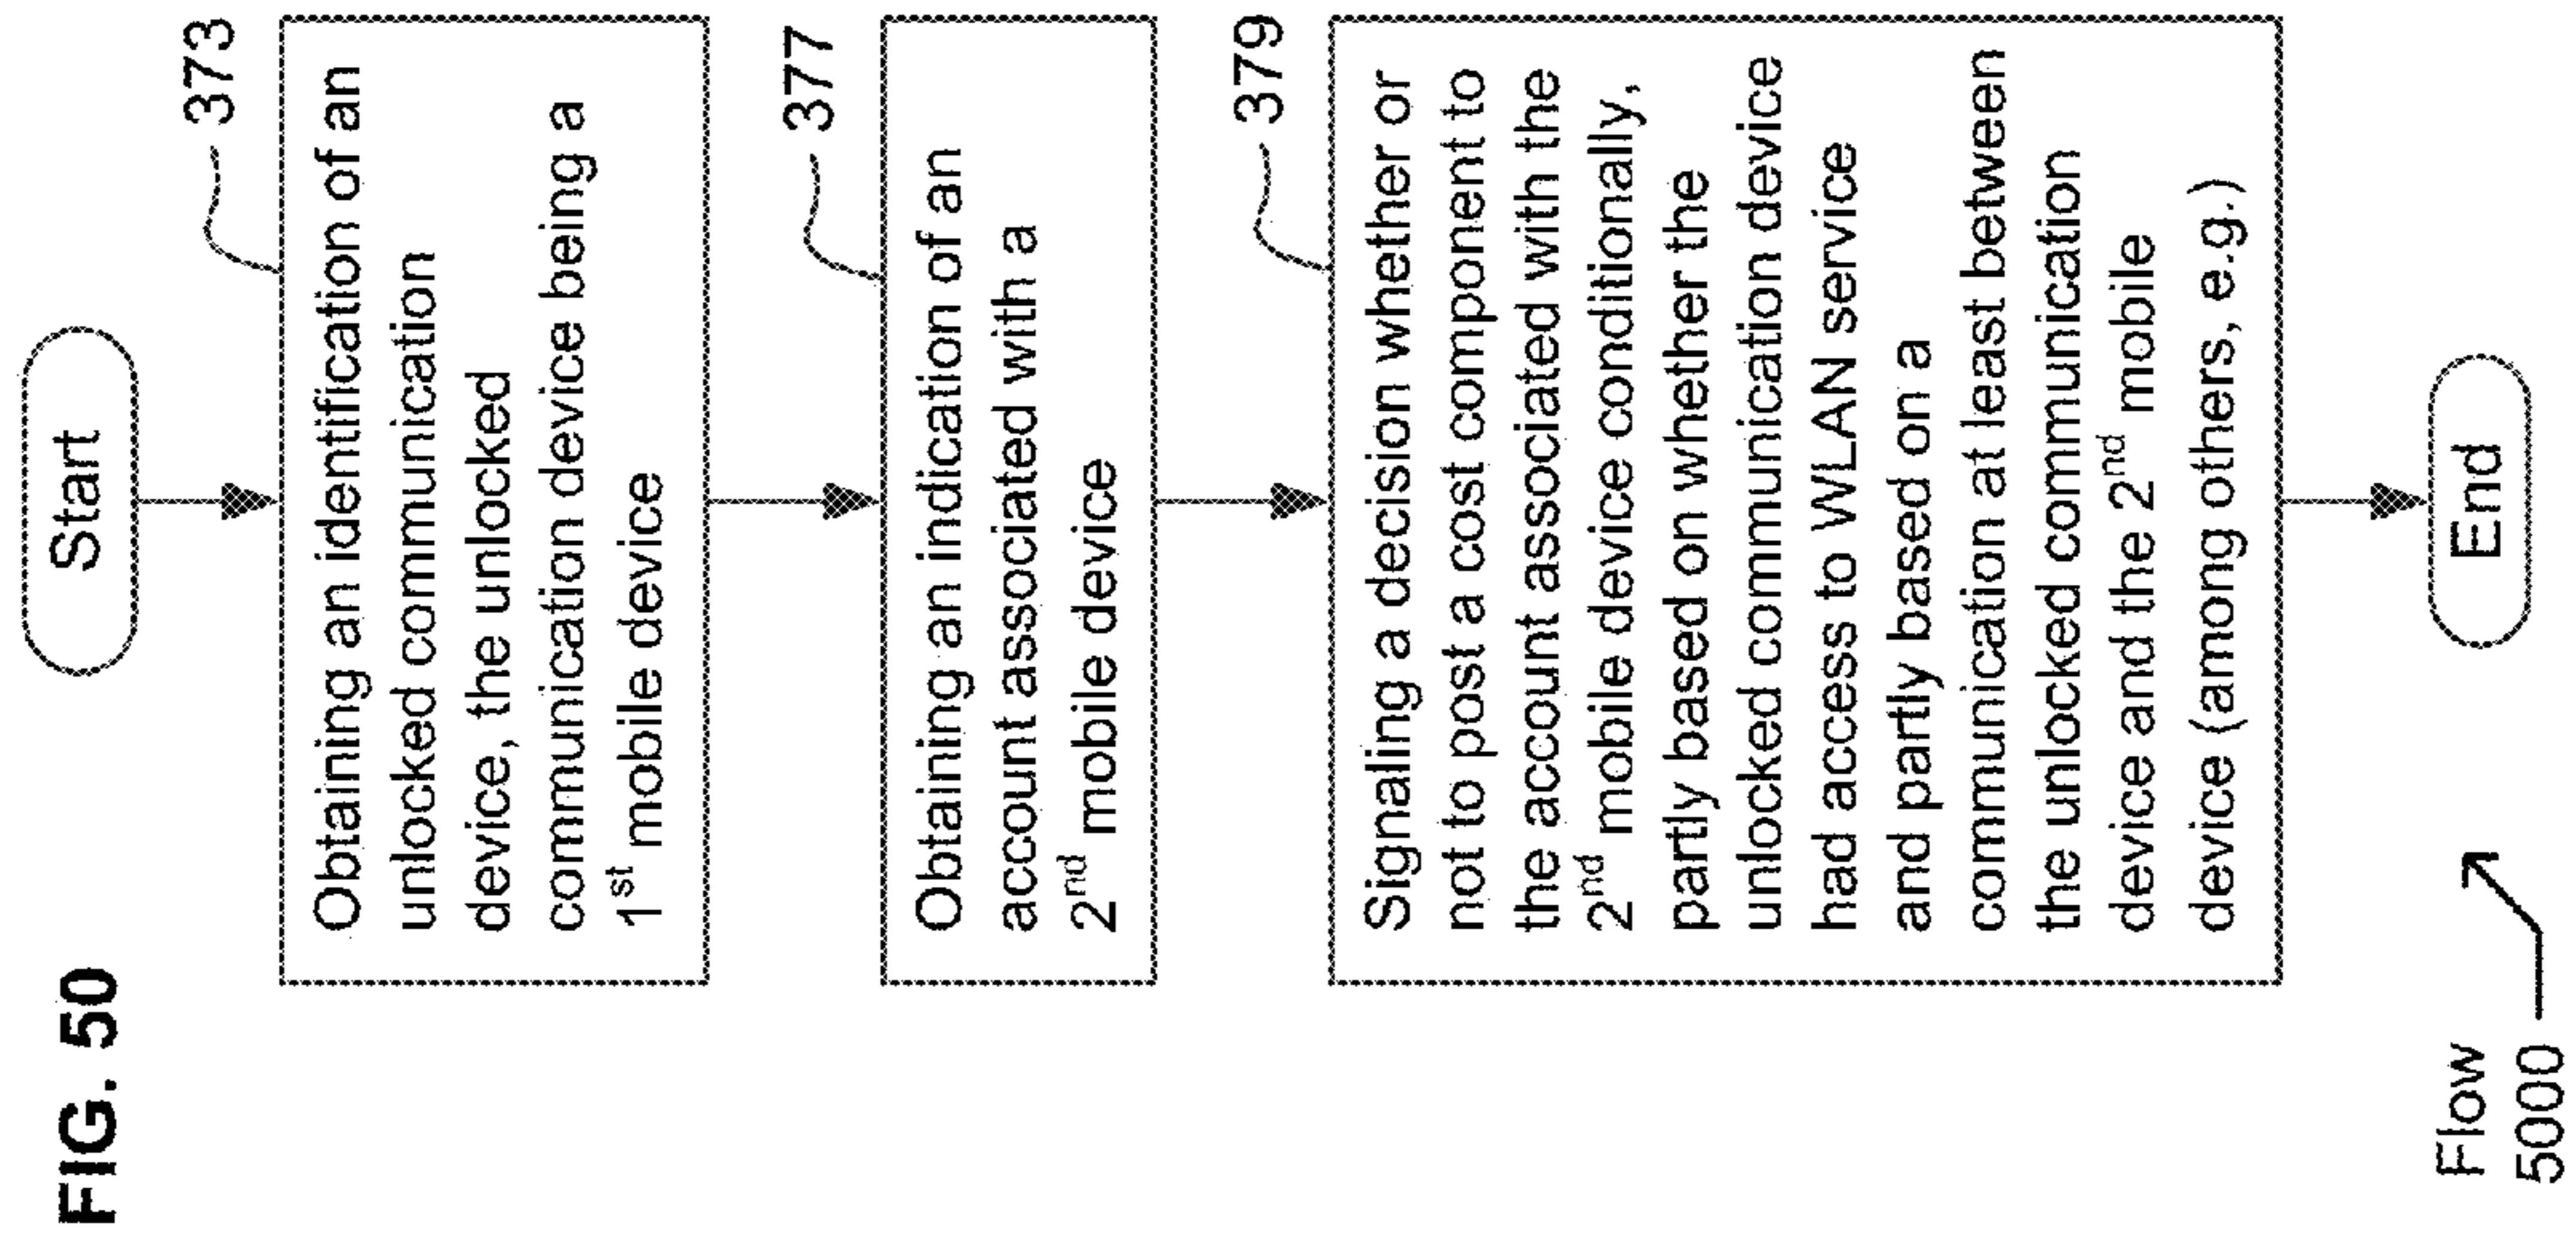 FIG. 50
Start
373
Obtaining an identification of an
unlocked communication
device, the unlocked
communication device being a
1st mobile device
377
Obtaining an indication of an
account associated with a
2nd mobile device
379
Signaling a decision whether or
not to post a cost component to
the account associated with the
2nd mobile device conditionally,
partly based on whether the
unlocked communication device
had access to WLAN service
and partly based on a
communication at least between
the unlocked communication
device and the 2nd mobile
device (among others, e.g.)
End
Flow
5000